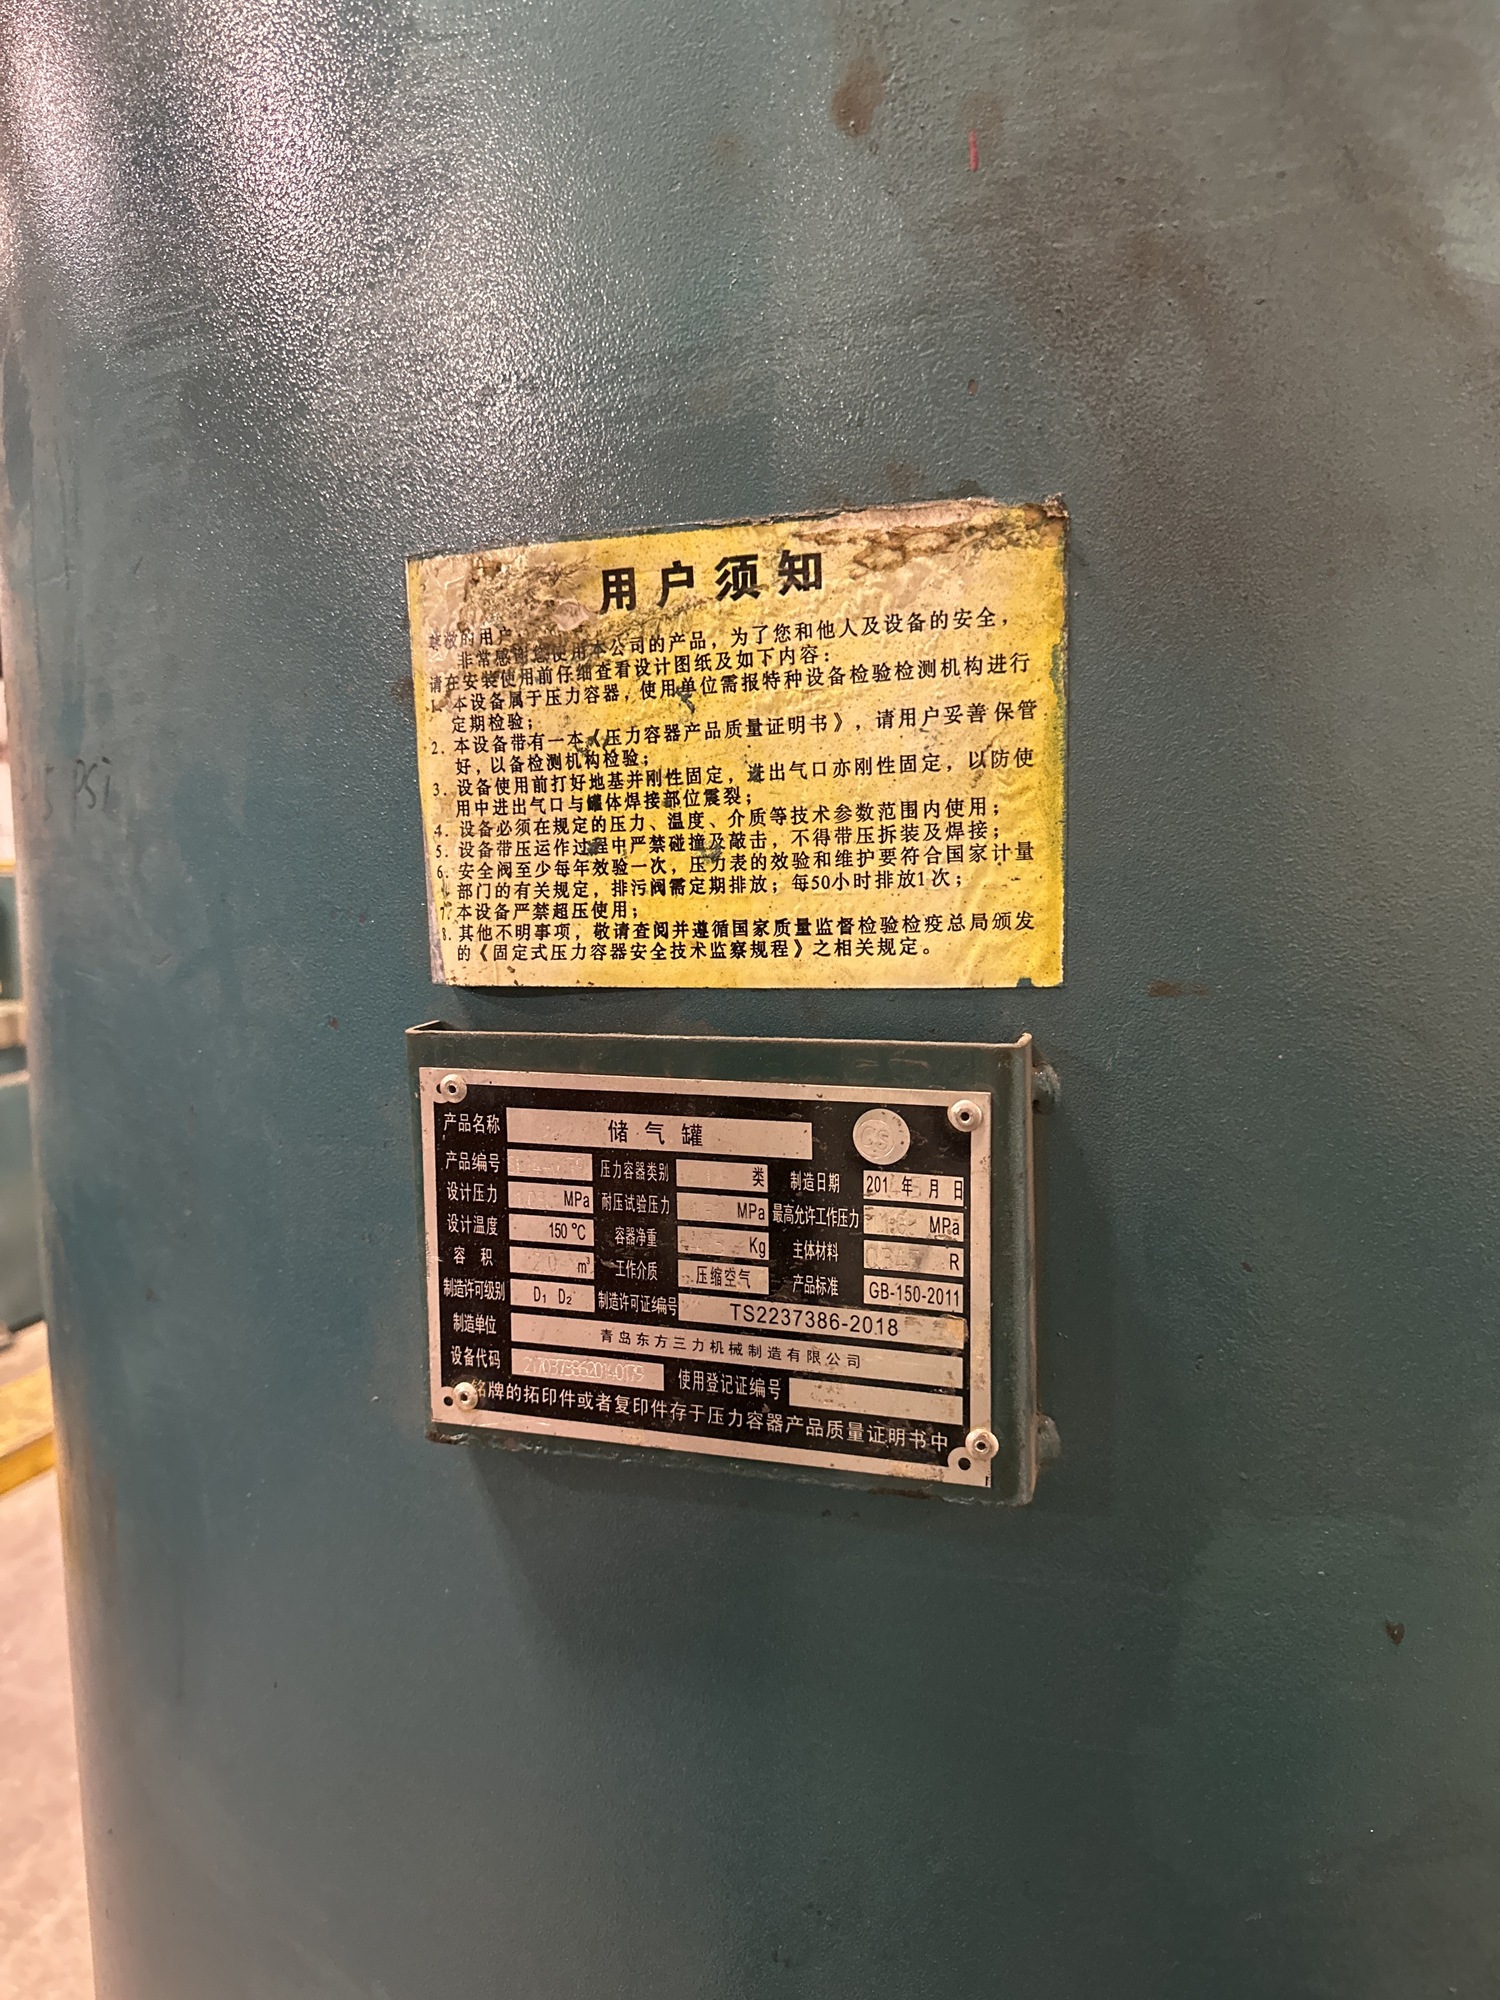 用户须知
尊敬的用户:
非常感谢您使用本公司的产品，为了您和他人及设备的安全，
请在安装使用前仔细查看设计图纸及如下内容：
1. 本设备属于压力容器，使用单位需报特种设备检验检测机构进行
定期检验；
2. 本设备带有一本《压力容器产品质量证明书》，请用户妥善保管
好，以备检测机构检验；
3. 设备使用前打好地基并刚性固定，进出气口亦刚性固定，以防使
用中进出气口与罐体焊接部位震裂；
4. 设备必须在规定的压力、温度、介质等技术参数范围内使用；
5. 设备带压运作过程中严禁碰撞及敲击，不得带压拆装及焊接；
6. 安全阀至少每年效验一次，压力表的效验和维护要符合国家计量
部门的有关规定，排污阀需定期排放；每50小时排放1次；
7. 本设备严禁超压使用；
8. 其他不明事项，敬请查阅并遵循国家质量监督检验检疫总局颁发
的《固定式压力容器安全技术监察规程》之相关规定。
PSI
产品名称 储气罐 CS
产品编号 压力容器类别 类 制造日期 201 年 月 日
设计压力 MPa 耐压试验压力 MPa 最高允许工作压力 MPa
设计温度 150℃ 容器净重 Kg 主体材料 R
容积 2.0 m³ 工作介质 压缩空气 产品标准 GB-150-2011
制造许可级别 D₁ D₂ 制造许可证编号 TS2237386-2018
制造单位 青岛东方三力机械制造有限公司
设备代码 21703738620140179 使用登记证编号
铭牌的拓印件或者复印件存于压力容器产品质量证明书中